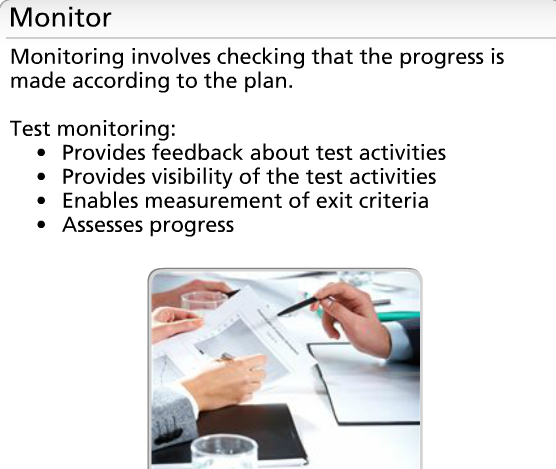 Monitor
Monitoring involves checking that the progress is
made according to the plan.
Test monitoring:
• Provides feedback about test activities
• Provides visibility of the test activities
• Enables measurement of exit criteria
• Assesses progress